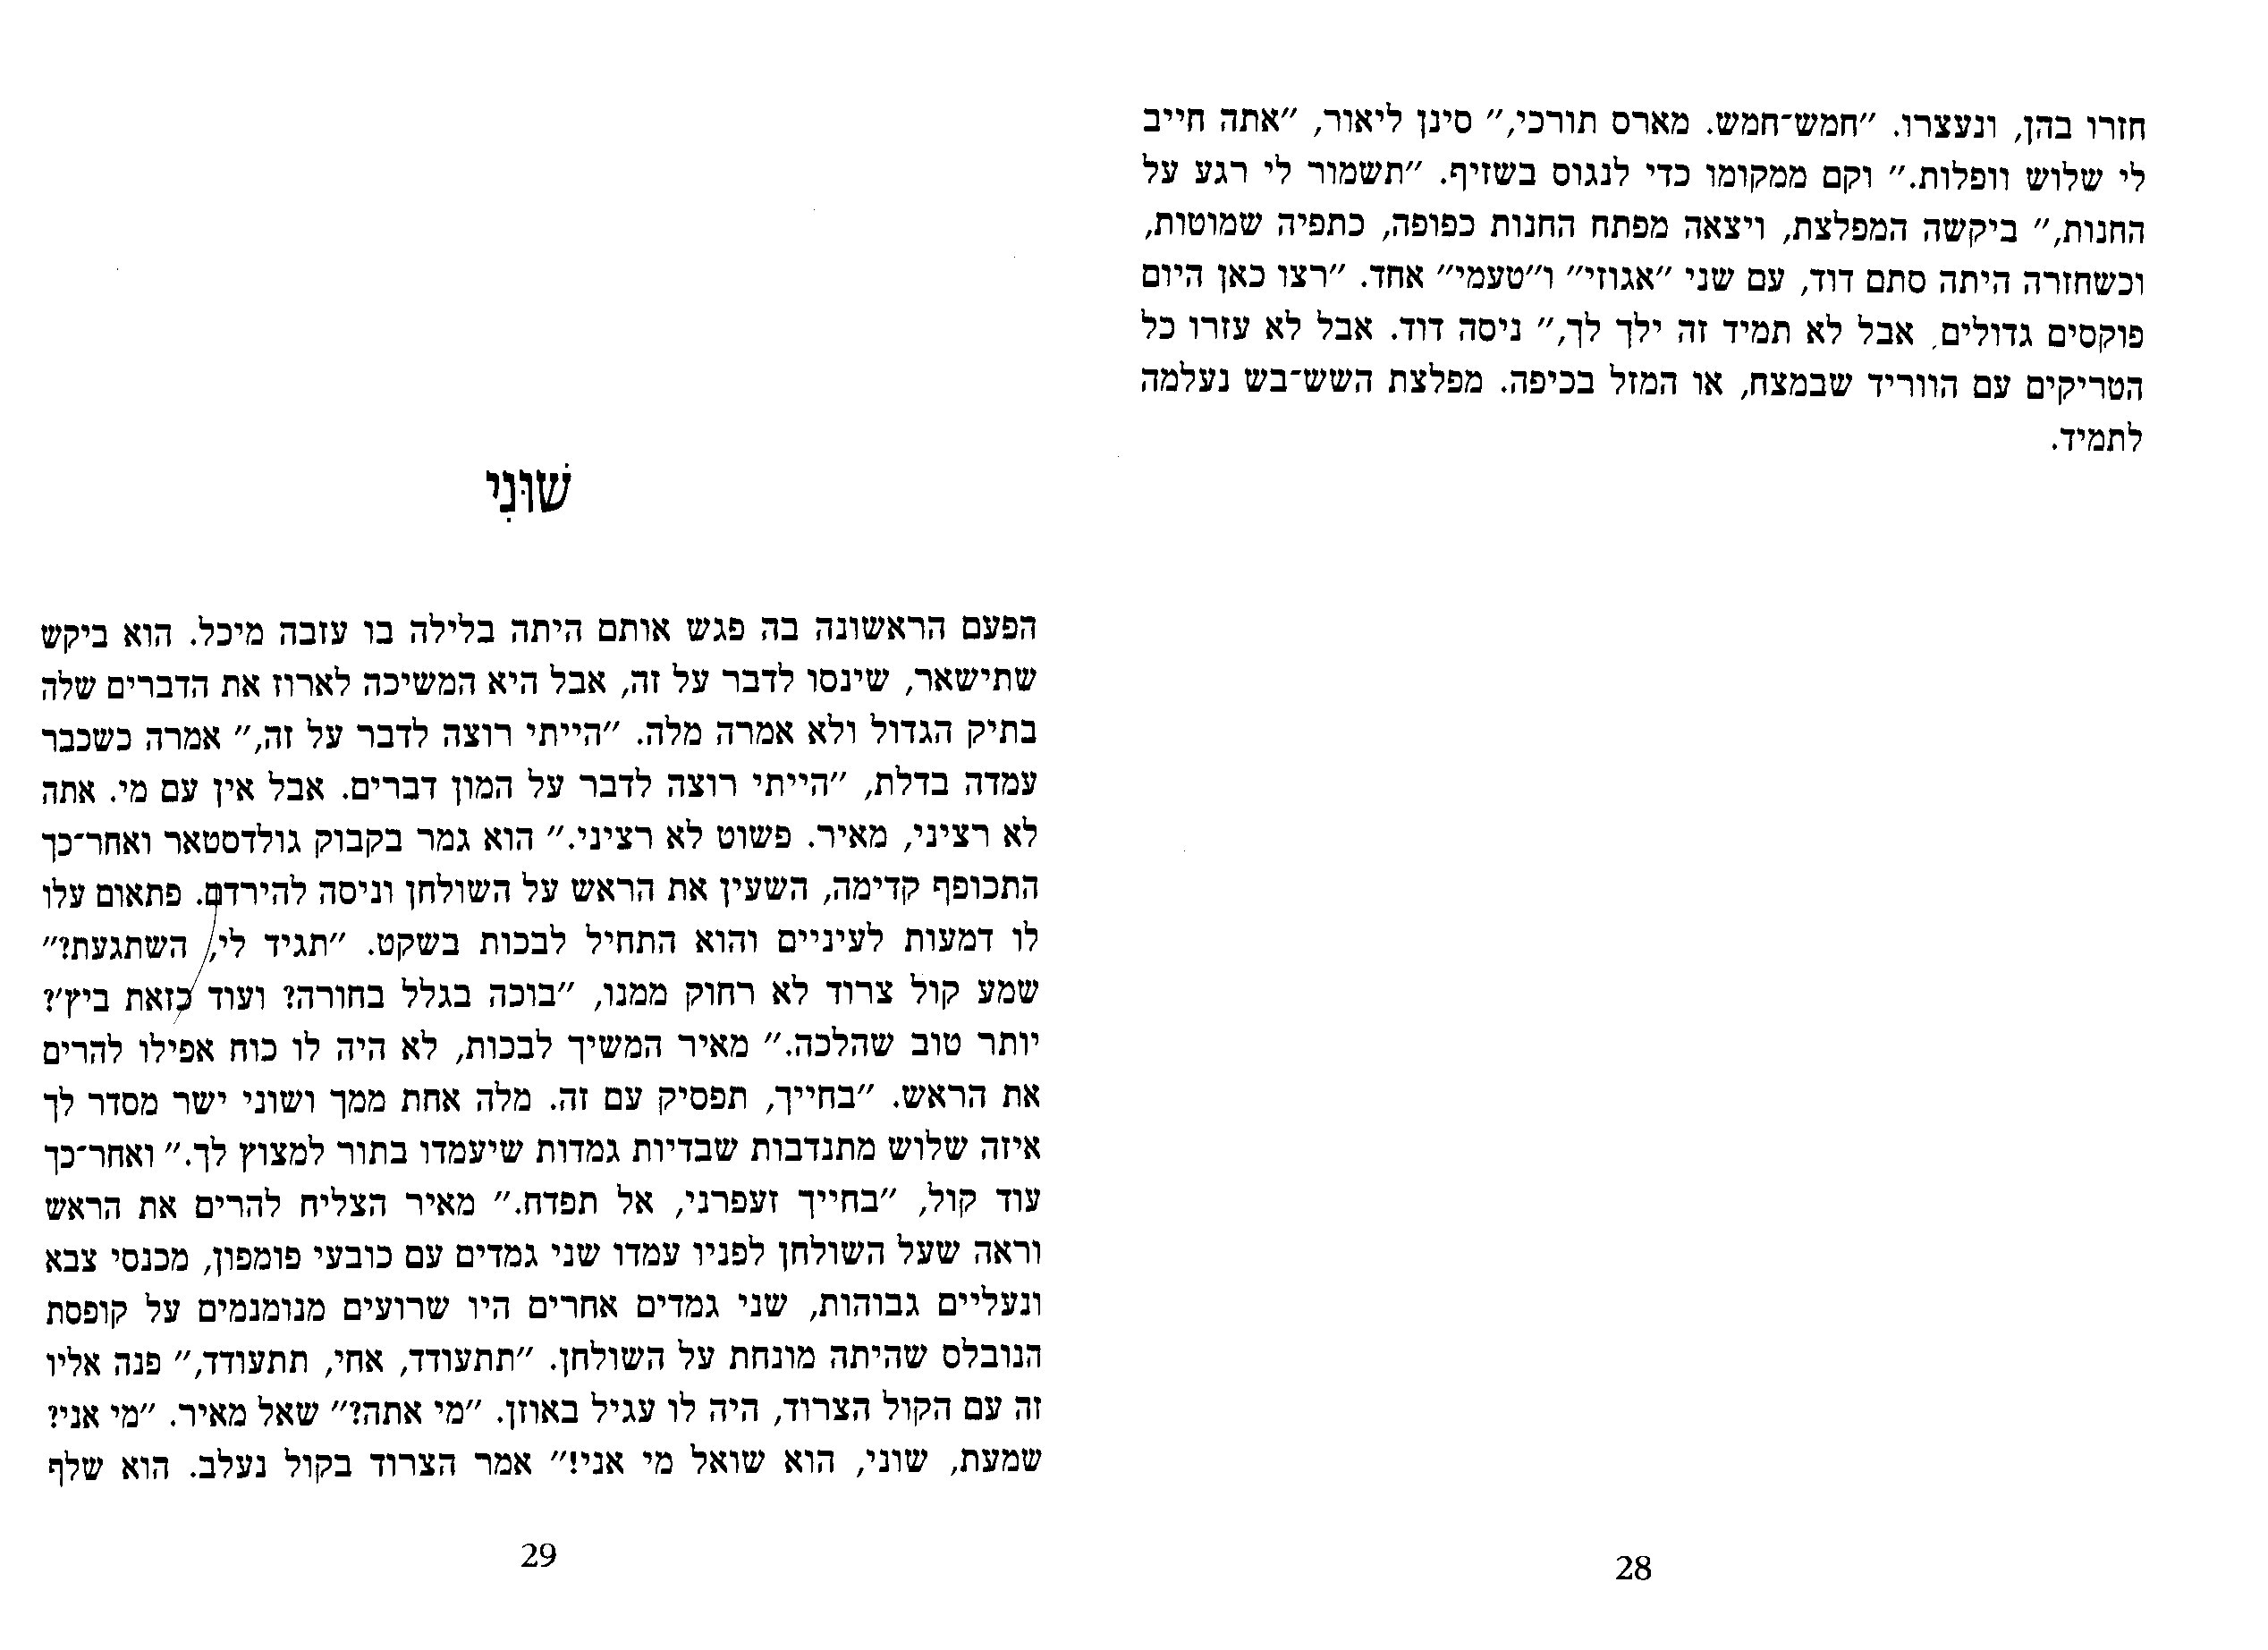 חזרו בהן, ונעצרו. "חמש-חמש. מארס תורכי," סינן ליאור, "אתה חייב
לי שלוש וופלות." וקם ממקומו כדי לנגוס בשזיף. "תשמור לי רגע על
החנות," ביקשה המפלצת, ויצאה מפתח החנות כפופה, כתפיה שמוטות,
וכשחזרה היתה סתם דוד, עם שני "אגוזי" ו"טעמי" אחד. "רצו כאן היום
פוקסים גדולים, אבל לא תמיד זה ילך לך," ניסה דוד. אבל לא עזרו כל
הטריקים עם הווריד שבמצח, או המזל בכיפה. מפלצת השש-בש נעלמה
לתמיד.
28
שׁוּנִי
הפעם הראשונה בה פגש אותם היתה בלילה בו עזבה מיכל. הוא ביקש
שתישאר, שינסו לדבר על זה, אבל היא המשיכה לארוז את הדברים שלה
בתיק הגדול ולא אמרה מלה. "הייתי רוצה לדבר על זה," אמרה כשכבר
עמדה בדלת, "הייתי רוצה לדבר על המון דברים. אבל אין עם מי. אתה
לא רציני, מאיר. פשוט לא רציני." הוא גמר בקבוק גולדסטאר ואחר-כך
התכופף קדימה, השעין את הראש על השולחן וניסה להירדם. פתאום עלו
לו דמעות לעיניים והוא התחיל לבכות בשקט. "תגיד לי, השתגעת?"
שמע קול צרוד לא רחוק ממנו, "בוכה בגלל בחורה? ועוד כזאת ביץ'?
יותר טוב שהלכה." מאיר המשיך לבכות, לא היה לו כוח אפילו להרים
את הראש. "בחייך, תפסיק עם זה. מלה אחת ממך ושוני ישר מסדר לך
איזה שלוש מתנדבות שבדיות גמדות שיעמדו בתור למצוץ לך." ואחר-כך
עוד קול, "בחייך זעפרני, אל תפדח." מאיר הצליח להרים את הראש
וראה שעל השולחן לפניו עמדו שני גמדים עם כובעי פומפון, מכנסי צבא
ונעליים גבוהות, שני גמדים אחרים היו שרועים מנומנמים על קופסת
הנובלס שהיתה מונחת על השולחן. "תתעודד, אחי, תתעודד," פנה אליו
זה עם הקול הצרוד, היה לו עגיל באוזן. "מי אתה?" שאל מאיר. "מי אני?
שמעת, שוני, הוא שואל מי אני!" אמר הצרוד בקול נעלב. הוא שלף
29